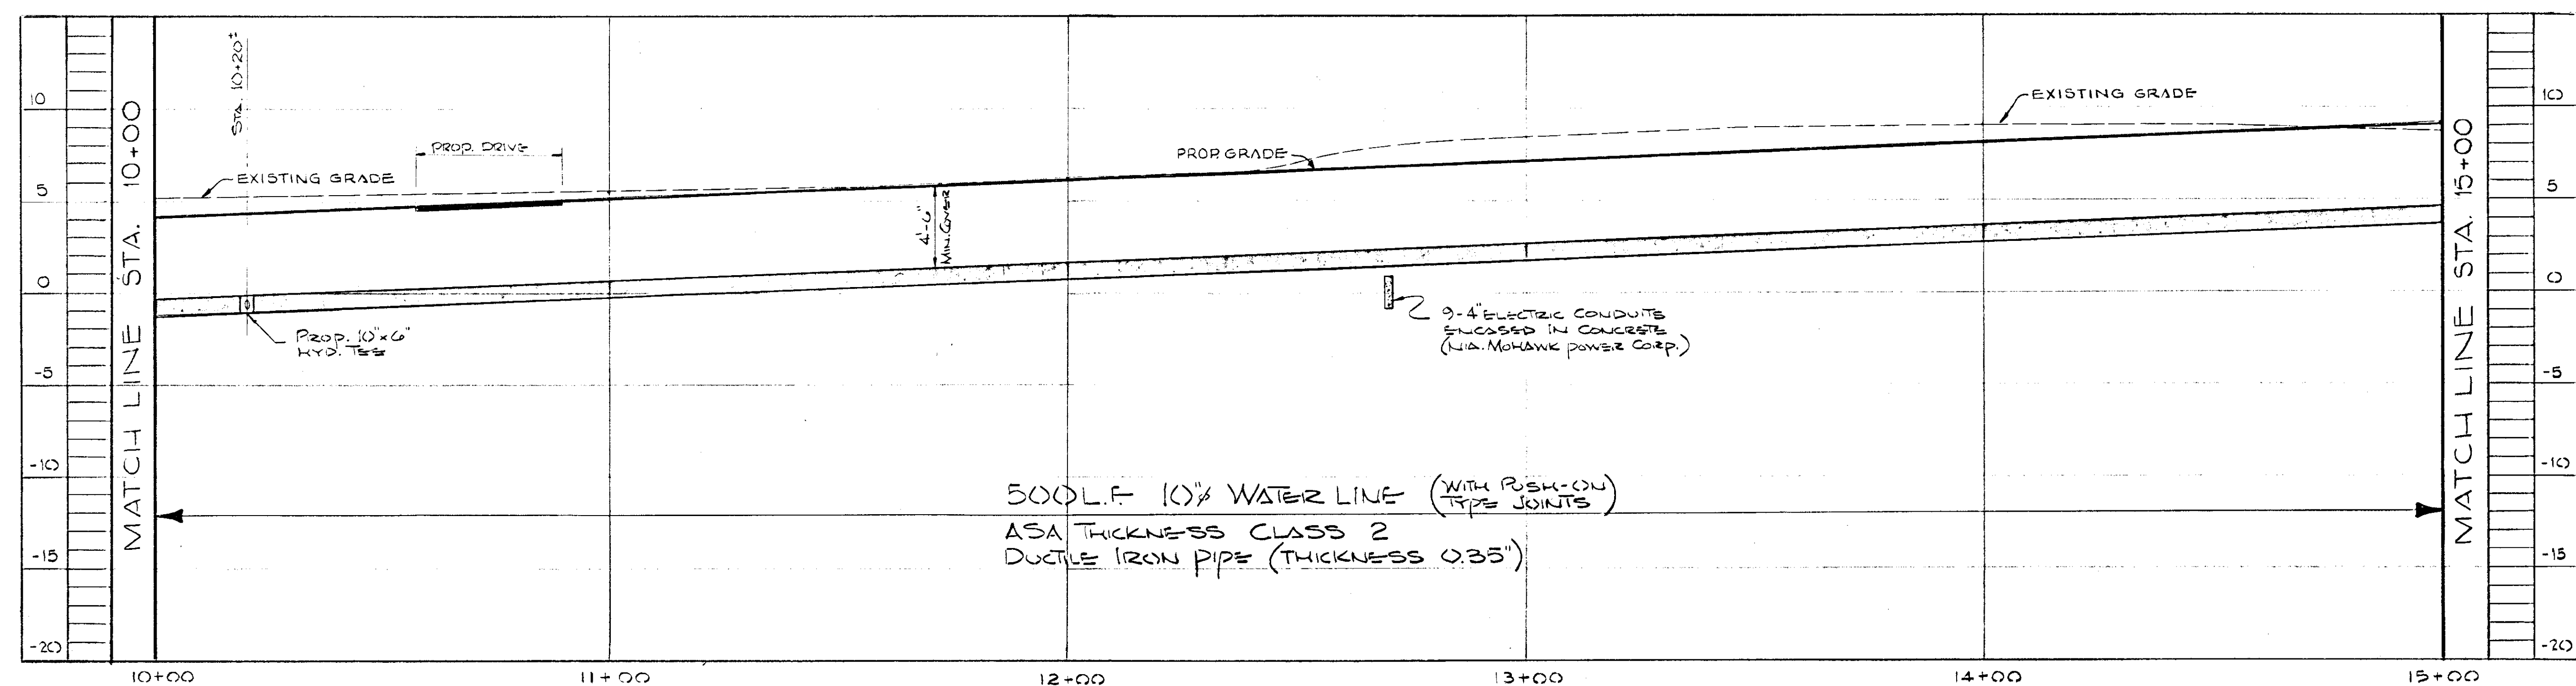 STA. 10+20±
10
5
0
-5
-10
-15
-20
MATCH LINE STA. 10+00
EXISTING GRADE
PROP. DRIVE
PROP. 10"x6"
HYD. TEE
4'-6"
MIN. COVER
PROP. GRADE
EXISTING GRADE
9-4" ELECTRIC CONDUITS
ENCASED IN CONCRETE
(NIA. MOHAWK POWER CORP.)
500 L.F. 10"ø WATER LINE (WITH PUSH-ON
TYPE JOINTS)
ASA THICKNESS CLASS 2
DUCTILE IRON PIPE (THICKNESS 0.35")
MATCH LINE STA. 15+00
10
5
0
-5
-10
-15
-20
10+00
11+00
12+00
13+00
14+00
15+00